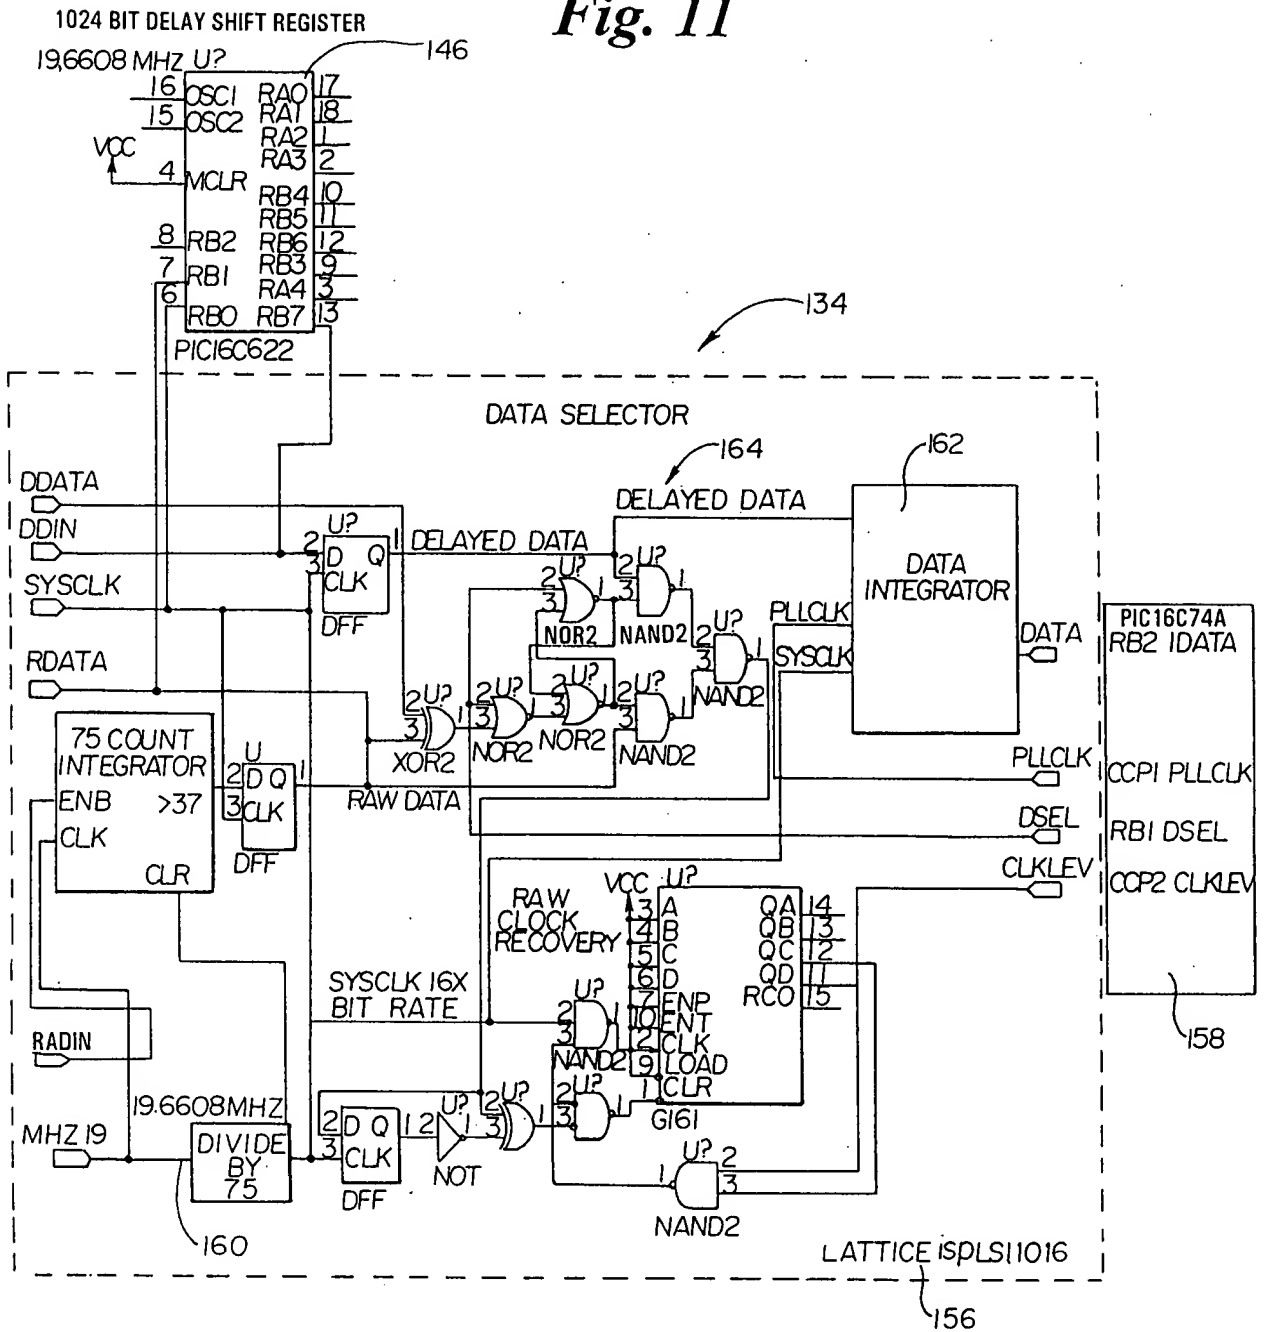 Fig. 11
1024 BIT DELAY SHIFT REGISTER
19,6608 MHZ U?
146
16 OSC1 RA0 17
15 OSC2 RA1 18
RA2 1
RA3 2
VCC
4 MCLR
RB4 10
RB5 11
8 RB2 RB6 12
RB3 9
7 RB1 RA4 3
6 RB0 RB7 13
PIC16C622
134
DATA SELECTOR
164
162
DDATA
DELAYED DATA
DDIN
U?
2 D Q 1
3 CLK
DFF
DELAYED DATA
SYSCLK
U?
2 1
3
NOR2
U?
2 1
3
NAND2
U?
2 1
3
NAND2
DATA
INTEGRATOR
PLLCLK
SYSCLK
DATA
PIC16C74A
RB2 IDATA
RDATA
U?
2 1
3
XOR2
U?
2 1
3
NOR2
U?
2 1
3
NOR2
U?
2 1
3
NAND2
75 COUNT
INTEGRATOR
>37
ENB
CLK
CLR
U
2 D Q 1
3 CLK
DFF
RAW DATA
PLLCLK
CCP1 PLLCLK
DSEL
RB1 DSEL
CLKLEV
CCP2 CLKLEV
158
RAW
CLOCK
RECOVERY
VCC
U?
3 A QA 14
4 B QB 13
5 C QC 12
6 D QD 11
7 ENP RCO 15
10 ENT
2 CLK
9 LOAD
1 CLR
G161
SYSCLK 16X
BIT RATE
U?
2 1
3
NAND2
RADIN
19.6608MHZ
MHZ 19
DIVIDE
BY
75
160
2 D Q 1
3 CLK
DFF
U?
2 1
NOT
U?
2 1
3
U?
2 1
3
U?
1 2
3
NAND2
LATTICE ispLSI1016
156